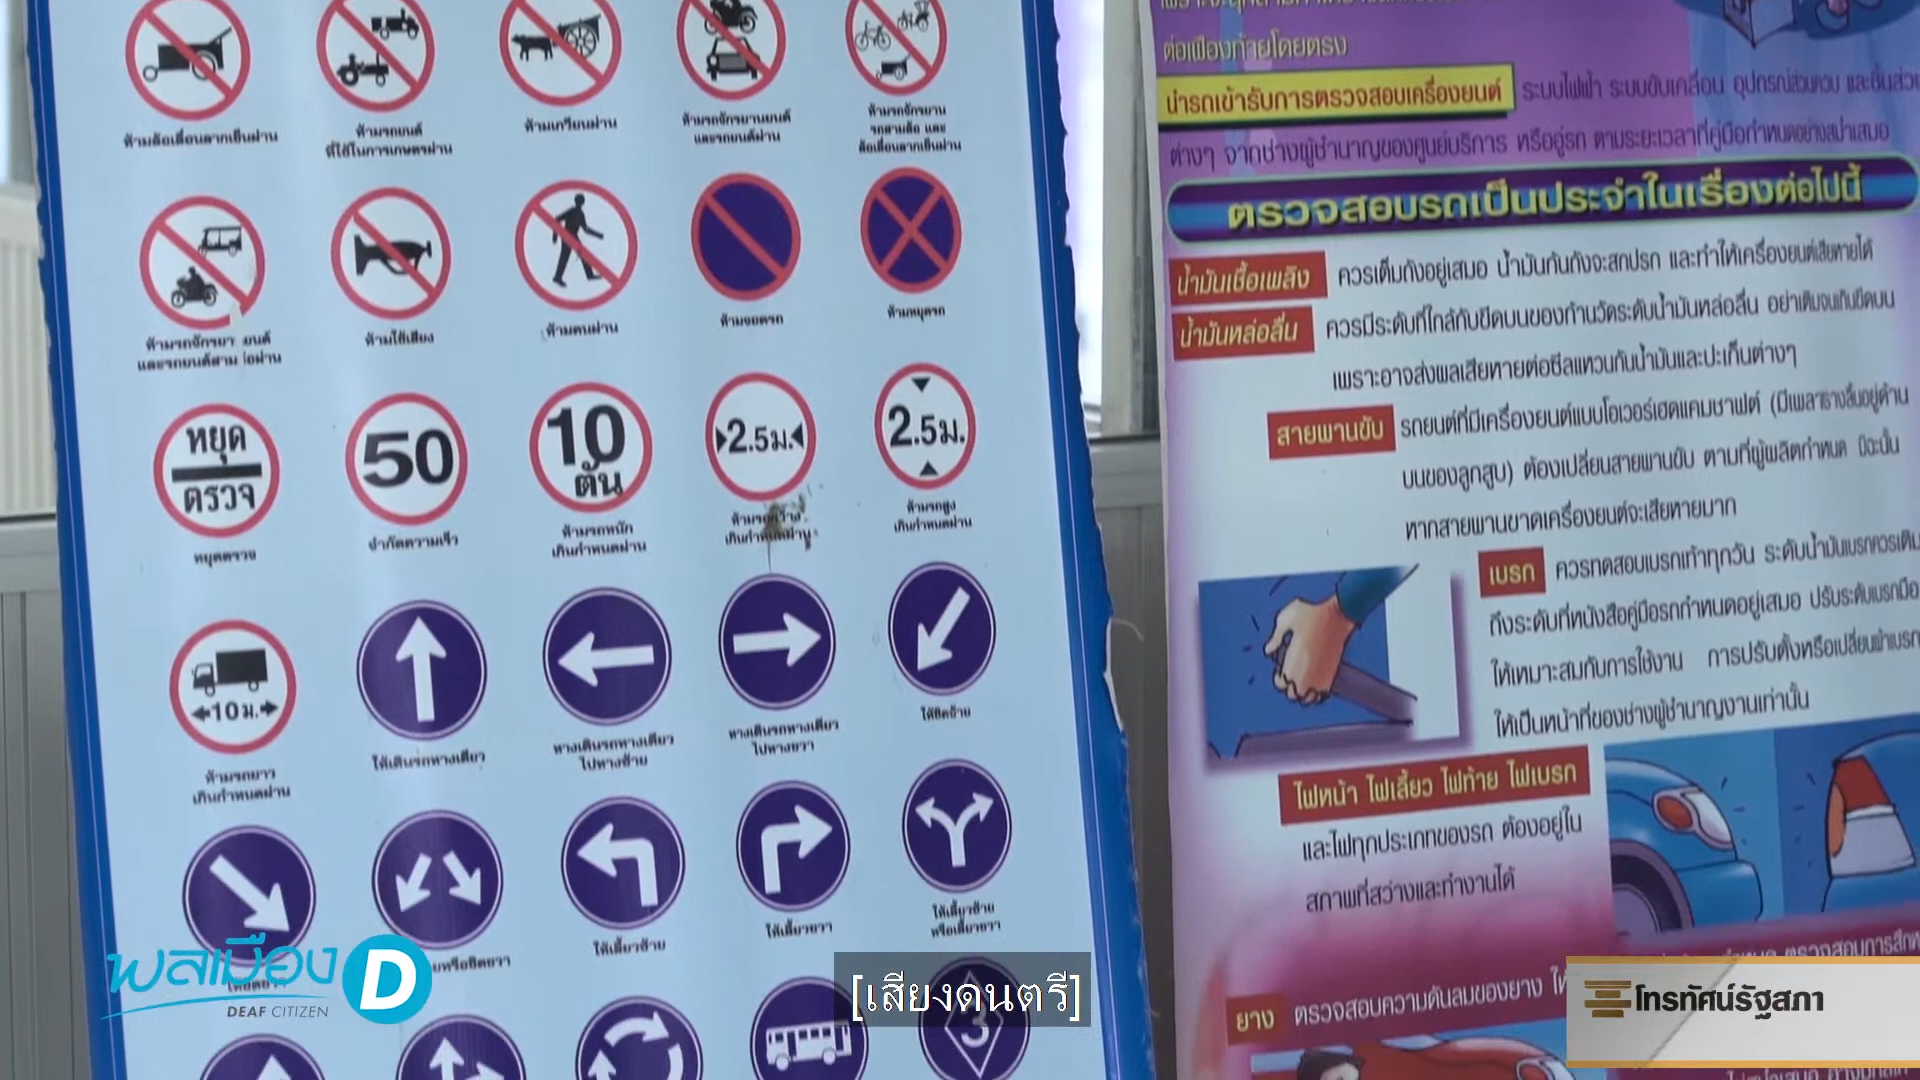 ห้ามล้อเลื่อนลากเข็นผ่าน
ห้ามรถยนต์
ที่ใช้ในการเกษตรผ่าน
ห้ามเกวียนผ่าน
ห้ามรถจักรยานยนต์
และรถยนต์ผ่าน
ห้ามรถจักรยาน
รถสามล้อ และ
ล้อเลื่อนลากเข็นผ่าน
และรถยนต์สาม
ห้ามใช้เสียง
ห้ามคนผ่าน
ห้ามจอดรถ
ห้ามหยุดรถ
หยุด
ตรวจ
หยุดตรวจ
50
จำกัดความเร็ว
10
ตัน
ห้ามรถหนัก
เกินกำหนดผ่าน
2.5ม.
ห้ามรถกว้าง
เกินกำหนดผ่าน
2.5ม.
ห้ามรถสูง
เกินกำหนดผ่าน
10ม.
ห้ามรถยาว
เกินกำหนดผ่าน
ให้เดินรถทางเดียว
ทางเดินรถทางเดียว
ไปทางซ้าย
ทางเดินรถทางเดียว
ไปทางขวา
ให้ชิดซ้าย
ให้เลี้ยวซ้าย
ให้เลี้ยวขวา
ให้เลี้ยวซ้าย
หรือเลี้ยวขวา
3
ต่อเฟืองท้ายโดยตรง
นำรถเข้ารับการตรวจสอบเครื่องยนต์ ระบบไฟฟ้า ระบบขับเคลื่อน อุปกรณ์ส่วนควบ และชิ้นส่วน
ต่างๆ จากช่างผู้ชำนาญของศูนย์บริการ หรืออู่รถ ตามระยะเวลาที่คู่มือกำหนดอย่างสม่ำเสมอ
ตรวจสอบรถเป็นประจำในเรื่องต่อไปนี้
น้ำมันเชื้อเพลิง ควรเต็มถังอยู่เสมอ น้ำมันก้นถังจะสกปรก และทำให้เครื่องยนต์เสียหายได้
น้ำมันหล่อลื่น ควรมีระดับที่ใกล้กับขีดบนของก้านวัดระดับน้ำมันหล่อลื่น อย่าเติมจนเกินขีดบน
เพราะอาจส่งผลเสียหายต่อซีลแหวนกันน้ำมันและปะเก็นต่างๆ
สายพานขับ รถยนต์ที่มีเครื่องยนต์แบบโอเวอร์เฮดแคมชาฟต์ (มีเพลาราวลิ้นอยู่ด้าน
บนของลูกสูบ) ต้องเปลี่ยนสายพานขับ ตามที่ผู้ผลิตกำหนด มิฉะนั้น
หากสายพานขาดเครื่องยนต์จะเสียหายมาก
เบรก ควรทดสอบเบรกเท้าทุกวัน ระดับน้ำมันเบรกควรเติม
ถึงระดับที่หนังสือคู่มือรถกำหนดอยู่เสมอ ปรับระดับเบรกมือ
ให้เหมาะสมกับการใช้งาน การปรับตั้งหรือเปลี่ยนผ้าเบรก
ให้เป็นหน้าที่ของช่างผู้ชำนาญงานเท่านั้น
ไฟหน้า ไฟเลี้ยว ไฟท้าย ไฟเบรก
และไฟทุกประเภทของรถ ต้องอยู่ใน
สภาพที่สว่างและทำงานได้
ยาง ตรวจสอบความดันลมของยาง
ตรวจสอบการสึก
พลเมือง D
DEAF CITIZEN
[เสียงดนตรี]
โทรทัศน์รัฐสภา